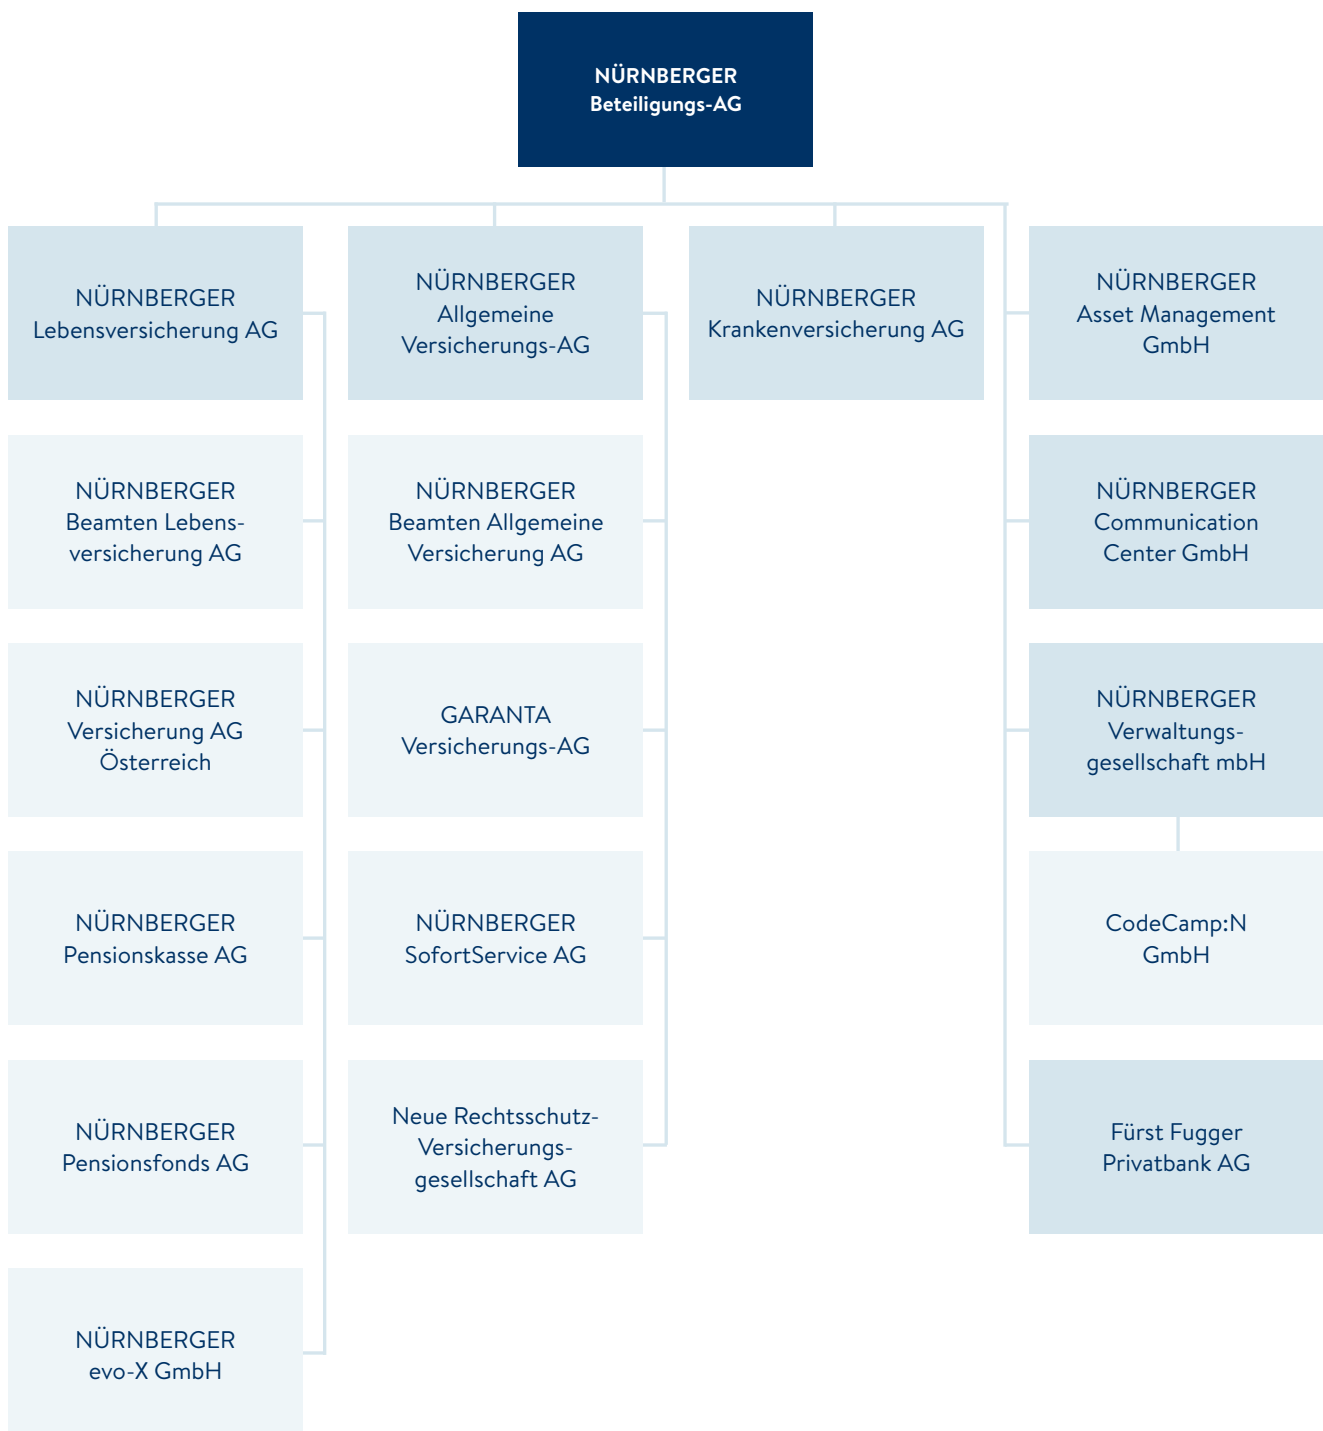 NÜRNBERGER
Beteiligungs-AG
NÜRNBERGER
Lebensversicherung AG
NÜRNBERGER
Allgemeine
Versicherungs-AG
NÜRNBERGER
Krankenversicherung AG
NÜRNBERGER
Asset Management
GmbH
NÜRNBERGER
Beamten Lebens-
versicherung AG
NÜRNBERGER
Beamten Allgemeine
Versicherung AG
NÜRNBERGER
Communication
Center GmbH
NÜRNBERGER
Versicherung AG
Österreich
GARANTA
Versicherungs-AG
NÜRNBERGER
Verwaltungs-
gesellschaft mbH
NÜRNBERGER
Pensionskasse AG
NÜRNBERGER
SofortService AG
CodeCamp:N
GmbH
NÜRNBERGER
Pensionsfonds AG
Neue Rechtsschutz-
Versicherungs-
gesellschaft AG
Fürst Fugger
Privatbank AG
NÜRNBERGER
evo-X GmbH